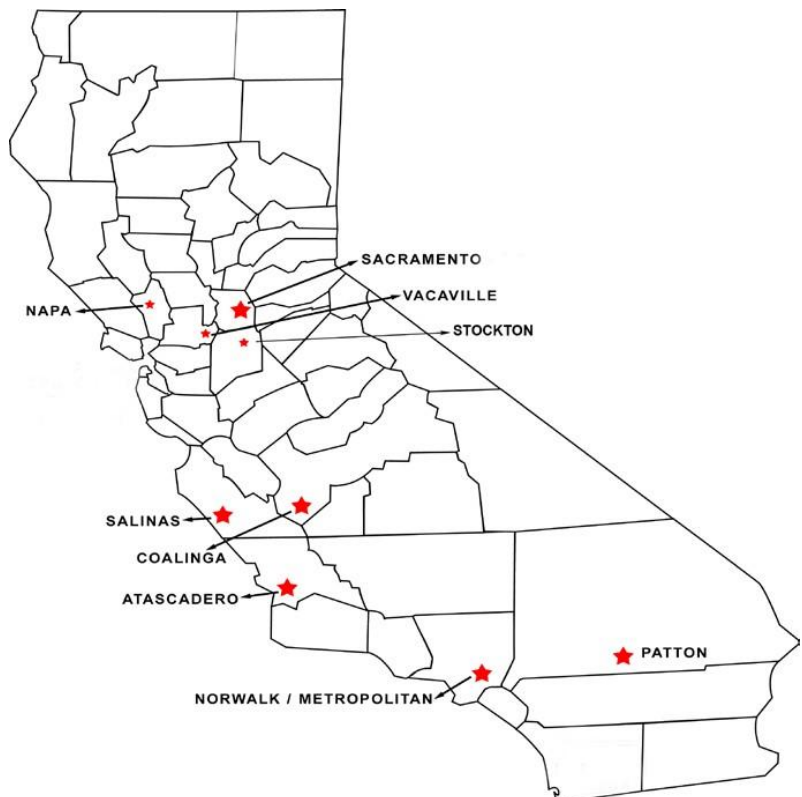 SACRAMENTO
VACAVILLE
NAPA
STOCKTON
SALINAS
COALINGA
ATASCADERO
PATTON
NORWALK / METROPOLITAN